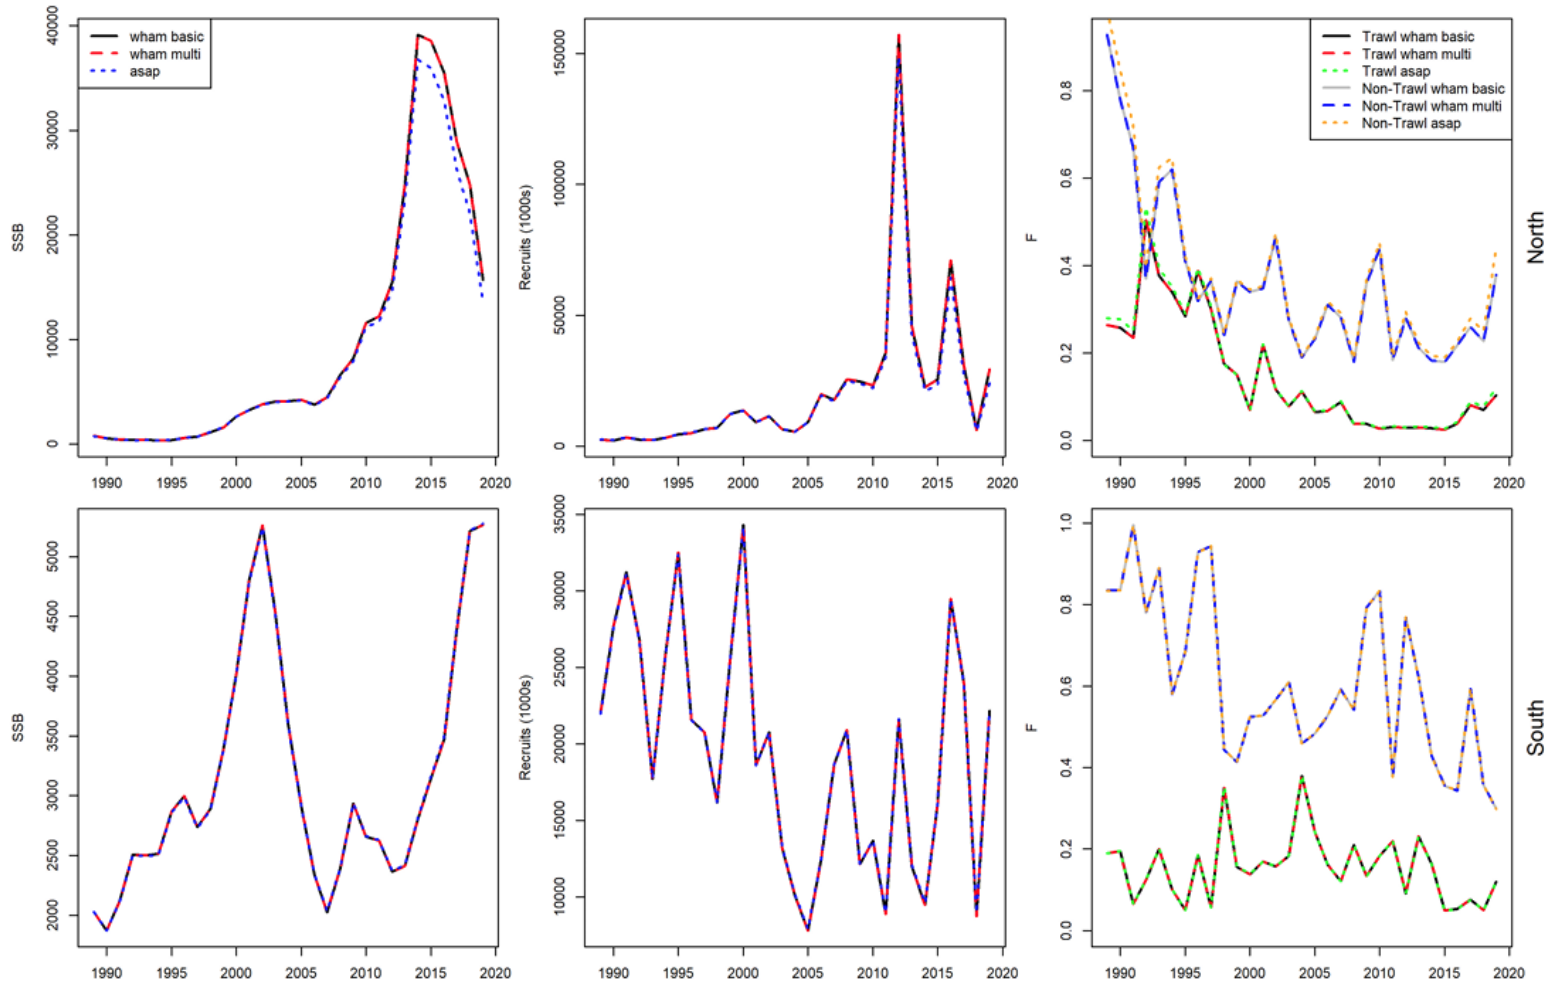 SSB
40000
30000
20000
10000
0
wham basic
wham multi
asap
1990 1995 2000 2005 2010 2015 2020
Recruits (1000s)
150000
100000
50000
0
1990 1995 2000 2005 2010 2015 2020
F
0.8
0.6
0.4
0.2
0.0
Trawl wham basic
Trawl wham multi
Trawl asap
Non-Trawl wham basic
Non-Trawl wham multi
Non-Trawl asap
1990 1995 2000 2005 2010 2015 2020
North
SSB
5000
4500
4000
3500
3000
2500
2000
1990 1995 2000 2005 2010 2015 2020
Recruits (1000s)
35000
30000
25000
20000
15000
10000
1990 1995 2000 2005 2010 2015 2020
F
1.0
0.8
0.6
0.4
0.2
0.0
1990 1995 2000 2005 2010 2015 2020
South